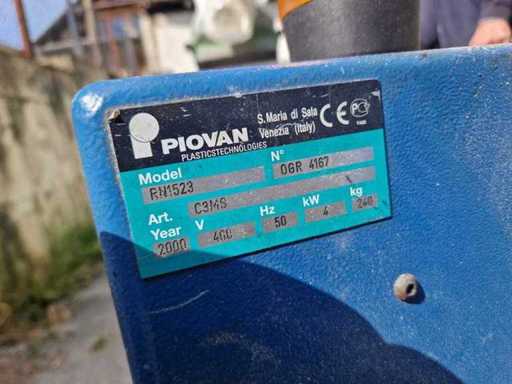 PIOVAN
PLASTICSTECHNOLOGIES
S. Maria di Sala
Venezia (Italy)
CE
Model N°
RN1523 OGR 4167
Art. C3MS
Year V Hz kW kg
2000 460 50 4 240